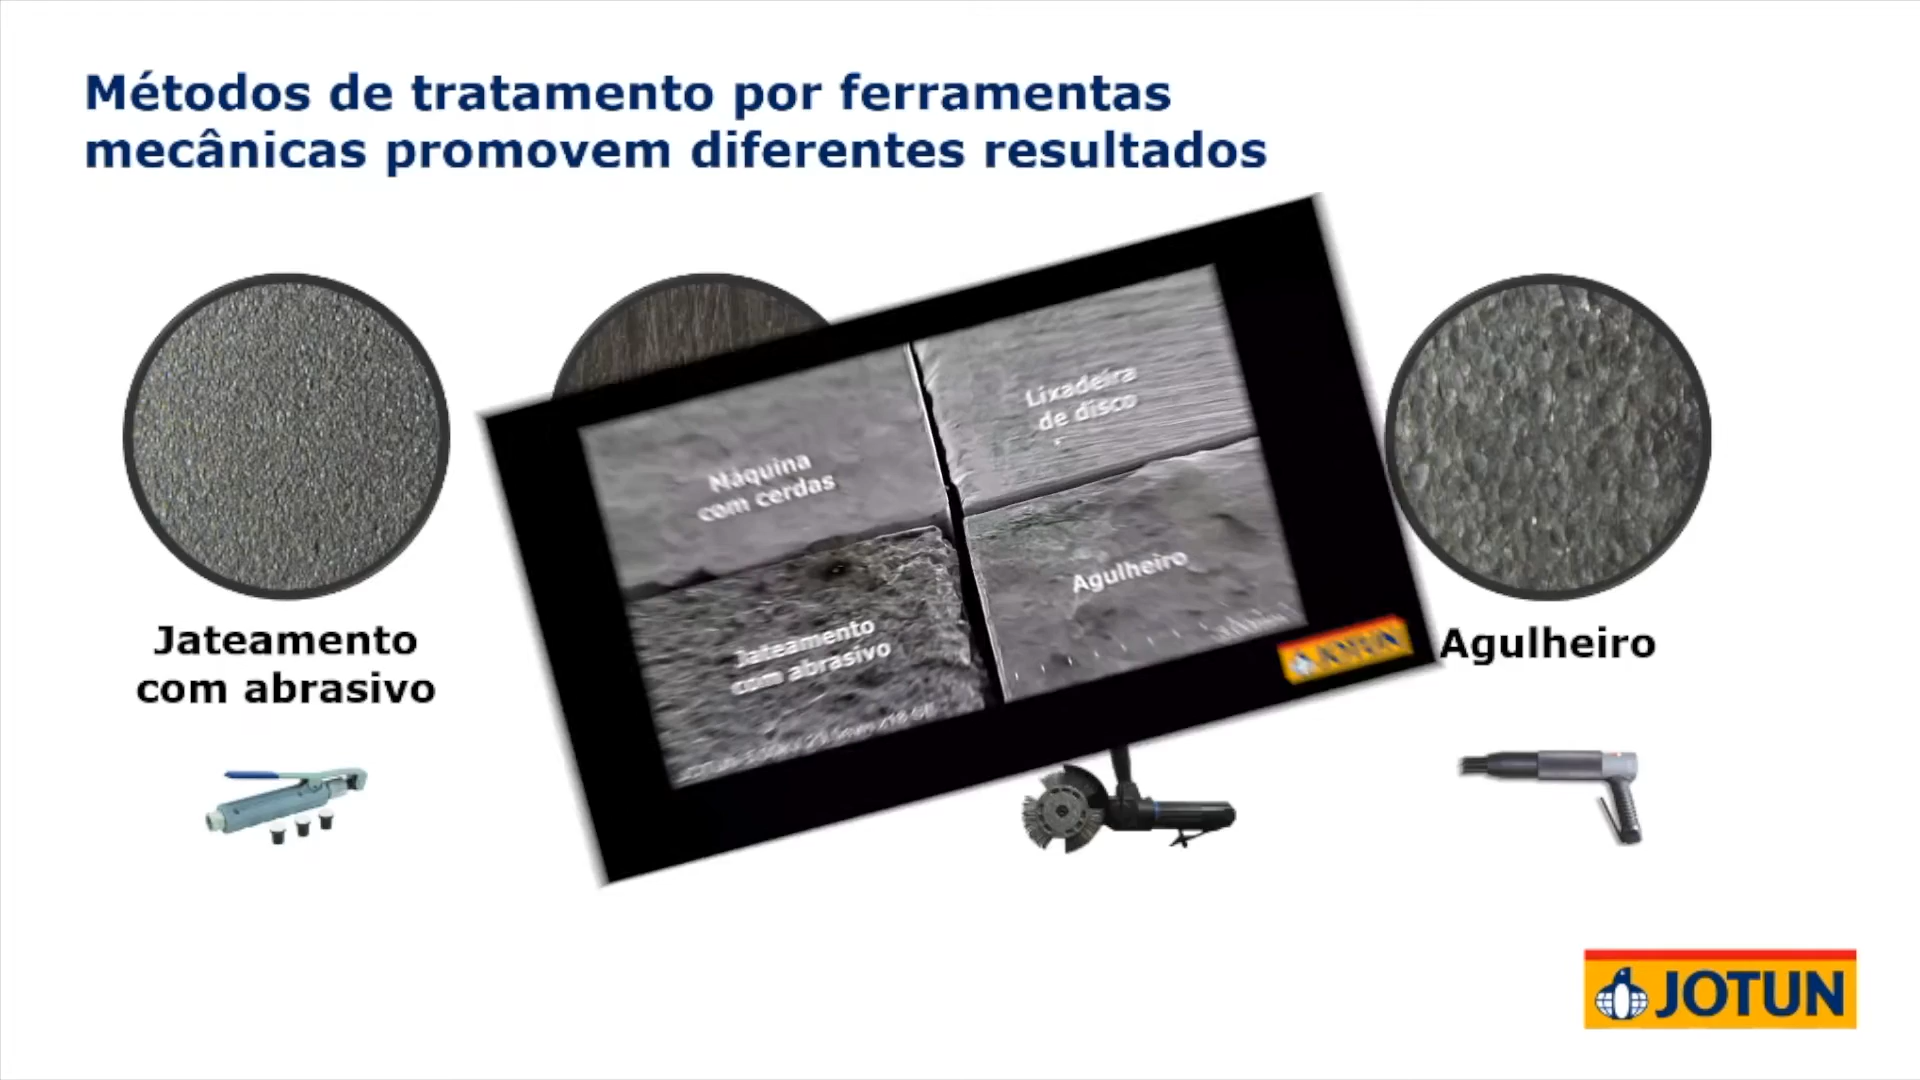 Métodos de tratamento por ferramentas
mecânicas promovem diferentes resultados
Lixadeira
de disco
Máquina
com cerdas
Agulheiro
Jateamento
com abrasivo
JOTUN
Jateamento
com abrasivo
Agulheiro
JOTUN